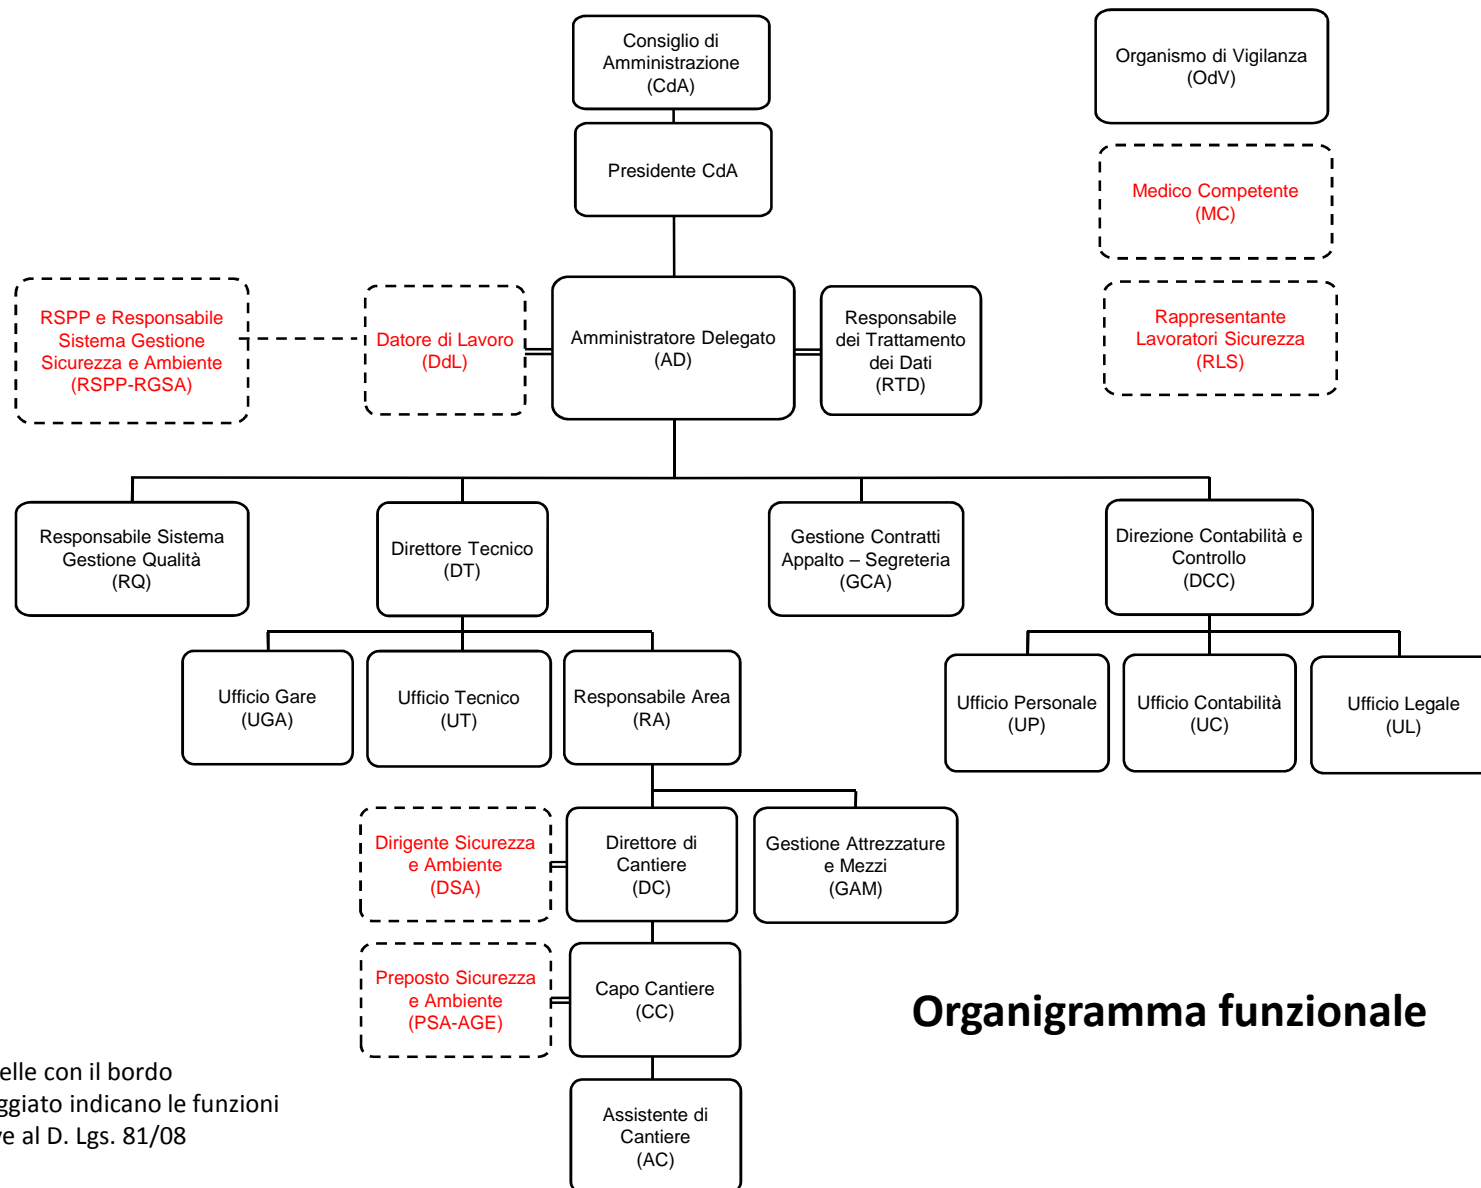 Consiglio di
Amministrazione
(CdA)
Organismo di Vigilanza
(OdV)
Presidente CdA
Medico Competente
(MC)
RSPP e Responsabile
Sistema Gestione
Sicurezza e Ambiente
(RSPP-RGSA)
Datore di Lavoro
(DdL)
Amministratore Delegato
(AD)
Responsabile
dei Trattamento
dei Dati
(RTD)
Rappresentante
Lavoratori Sicurezza
(RLS)
Responsabile Sistema
Gestione Qualità
(RQ)
Direttore Tecnico
(DT)
Gestione Contratti
Appalto – Segreteria
(GCA)
Direzione Contabilità e
Controllo
(DCC)
Ufficio Gare
(UGA)
Ufficio Tecnico
(UT)
Responsabile Area
(RA)
Ufficio Personale
(UP)
Ufficio Contabilità
(UC)
Ufficio Legale
(UL)
Dirigente Sicurezza
e Ambiente
(DSA)
Direttore di
Cantiere
(DC)
Gestione Attrezzature
e Mezzi
(GAM)
Preposto Sicurezza
e Ambiente
(PSA-AGE)
Capo Cantiere
(CC)
Organigramma funzionale
Assistente di
Cantiere
(AC)
elle con il bordo
ggiato indicano le funzioni
ve al D. Lgs. 81/08